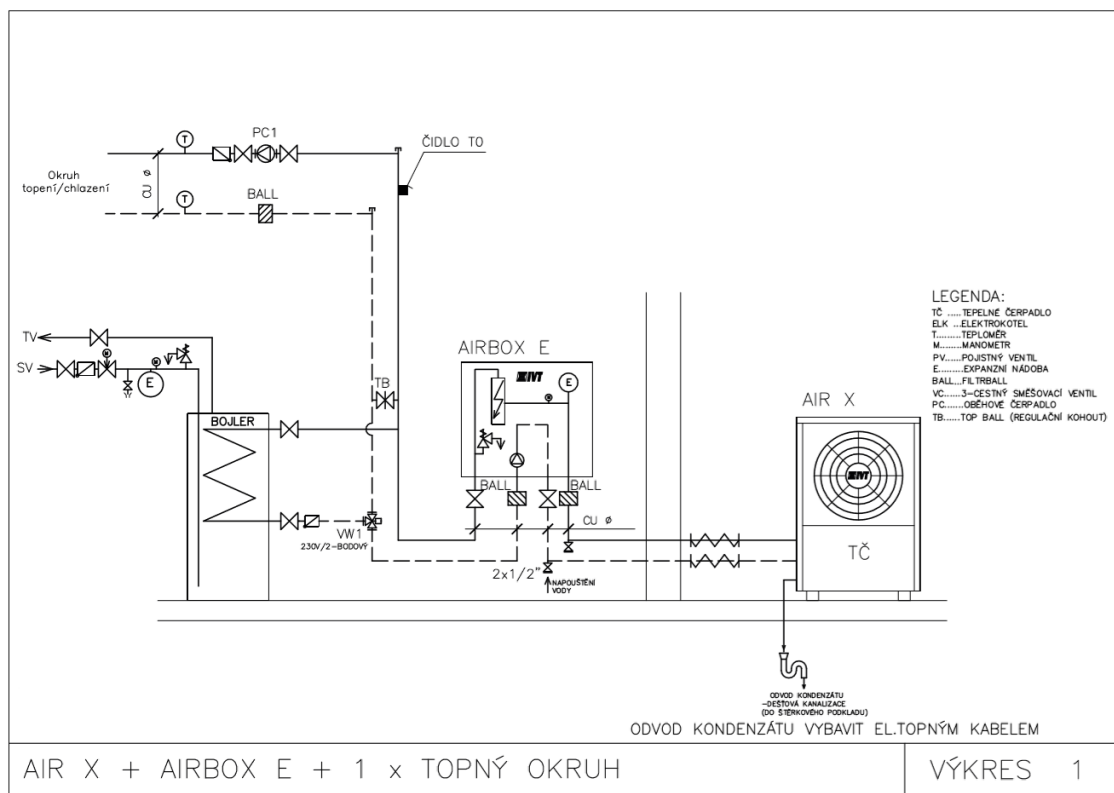 PC1
T
ČIDLO T0
Okruh
topení/chlazení
CU ø
T
BALL
TV
SV
M
E
TB
AIRBOX E
IVT
E
BOJLER
BALL
BALL
CU ø
VW1
230V/2-BODOVÝ
2x1/2"
NAPOUŠTĚNÍ
VODY
AIR X
IVT
TČ
LEGENDA:
TČ .....TEPELNÉ ČERPADLO
ELK ...ELEKTROKOTEL
T.........TEPLOMĚR
M........MANOMETR
PV......POJISTNÝ VENTIL
E.........EXPANZNÍ NÁDOBA
BALL...FILTRBALL
VC......3-CESTNÝ SMĚŠOVACÍ VENTIL
PC......OBĚHOVÉ ČERPADLO
TB......TOP BALL (REGULAČNÍ KOHOUT)
ODVOD KONDENZÁTU
-DEŠŤOVÁ KANALIZACE
(DO ŠTĚRKOVÉHO PODKLADU)
ODVOD KONDENZÁTU VYBAVIT EL.TOPNÝM KABELEM
AIR X + AIRBOX E + 1 x TOPNÝ OKRUH
VÝKRES 1